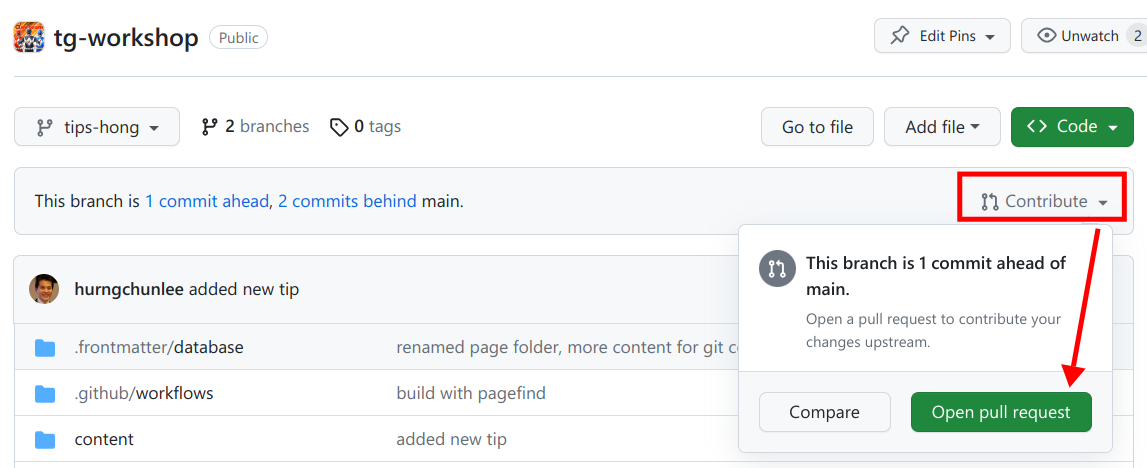 tg-workshop Public Edit Pins Unwatch 2
tips-hong 2 branches 0 tags Go to file Add file Code
This branch is 1 commit ahead, 2 commits behind main. Contribute
This branch is 1 commit ahead of
main.
Open a pull request to contribute your
changes upstream.
Compare Open pull request
hurngchunlee added new tip
.frontmatter/database renamed page folder, more content for git
.github/workflows build with pagefind
content added new tip